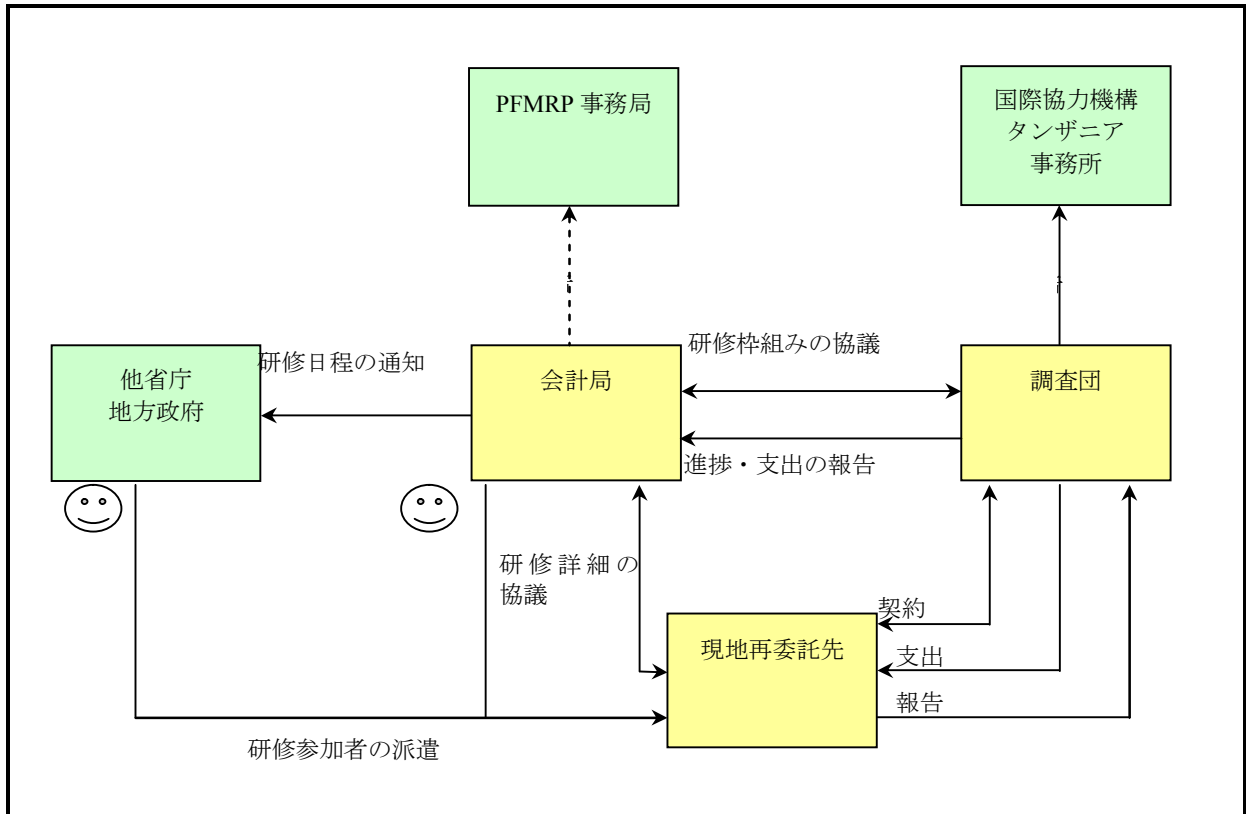 PFMRP 事務局
国際協力機構
タンザニア
事務所
研修枠組みの協議
研修日程の通知
他省庁
地方政府
会計局
調査団
進捗・支出の報告
研修詳細の
協議
契約
現地再委託先
支出
報告
研修参加者の派遣